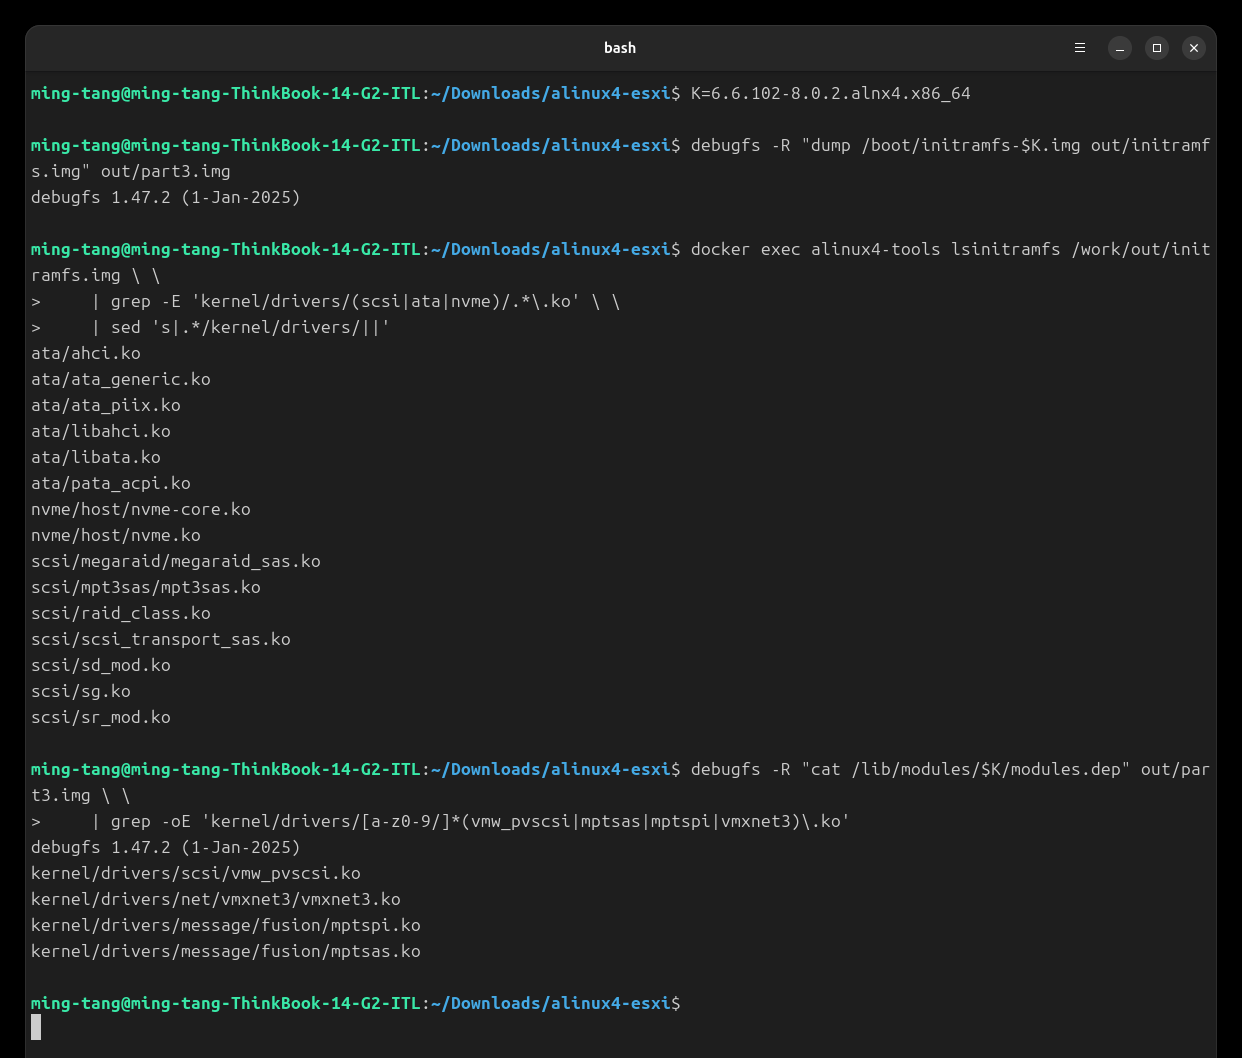 bash
ming-tang@ming-tang-ThinkBook-14-G2-ITL:~/Downloads/alinux4-esxi$ K=6.6.102-8.0.2.alnx4.x86_64
ming-tang@ming-tang-ThinkBook-14-G2-ITL:~/Downloads/alinux4-esxi$ debugfs -R "dump /boot/initramfs-$K.img out/initramf
s.img" out/part3.img
debugfs 1.47.2 (1-Jan-2025)
ming-tang@ming-tang-ThinkBook-14-G2-ITL:~/Downloads/alinux4-esxi$ docker exec alinux4-tools lsinitramfs /work/out/init
ramfs.img \ \
>     | grep -E 'kernel/drivers/(scsi|ata|nvme)/.*\.ko' \ \
>     | sed 's|.*/kernel/drivers/||'
ata/ahci.ko
ata/ata_generic.ko
ata/ata_piix.ko
ata/libahci.ko
ata/libata.ko
ata/pata_acpi.ko
nvme/host/nvme-core.ko
nvme/host/nvme.ko
scsi/megaraid/megaraid_sas.ko
scsi/mpt3sas/mpt3sas.ko
scsi/raid_class.ko
scsi/scsi_transport_sas.ko
scsi/sd_mod.ko
scsi/sg.ko
scsi/sr_mod.ko
ming-tang@ming-tang-ThinkBook-14-G2-ITL:~/Downloads/alinux4-esxi$ debugfs -R "cat /lib/modules/$K/modules.dep" out/par
t3.img \ \
>     | grep -oE 'kernel/drivers/[a-z0-9/]*(vmw_pvscsi|mptsas|mptspi|vmxnet3)\.ko'
debugfs 1.47.2 (1-Jan-2025)
kernel/drivers/scsi/vmw_pvscsi.ko
kernel/drivers/net/vmxnet3/vmxnet3.ko
kernel/drivers/message/fusion/mptspi.ko
kernel/drivers/message/fusion/mptsas.ko
ming-tang@ming-tang-ThinkBook-14-G2-ITL:~/Downloads/alinux4-esxi$